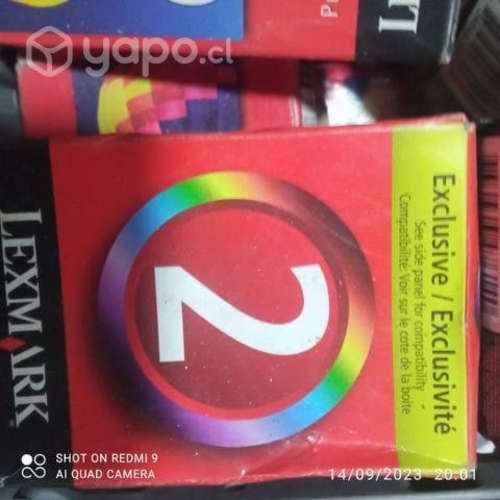 yapo.cl
LEXMARK
2
Exclusive / Exclusivité
See side panel for compatibility
Compatibilité: Voir sur le côté de la boîte
SHOT ON REDMI 9
AI QUAD CAMERA
14/09/2023 20:01